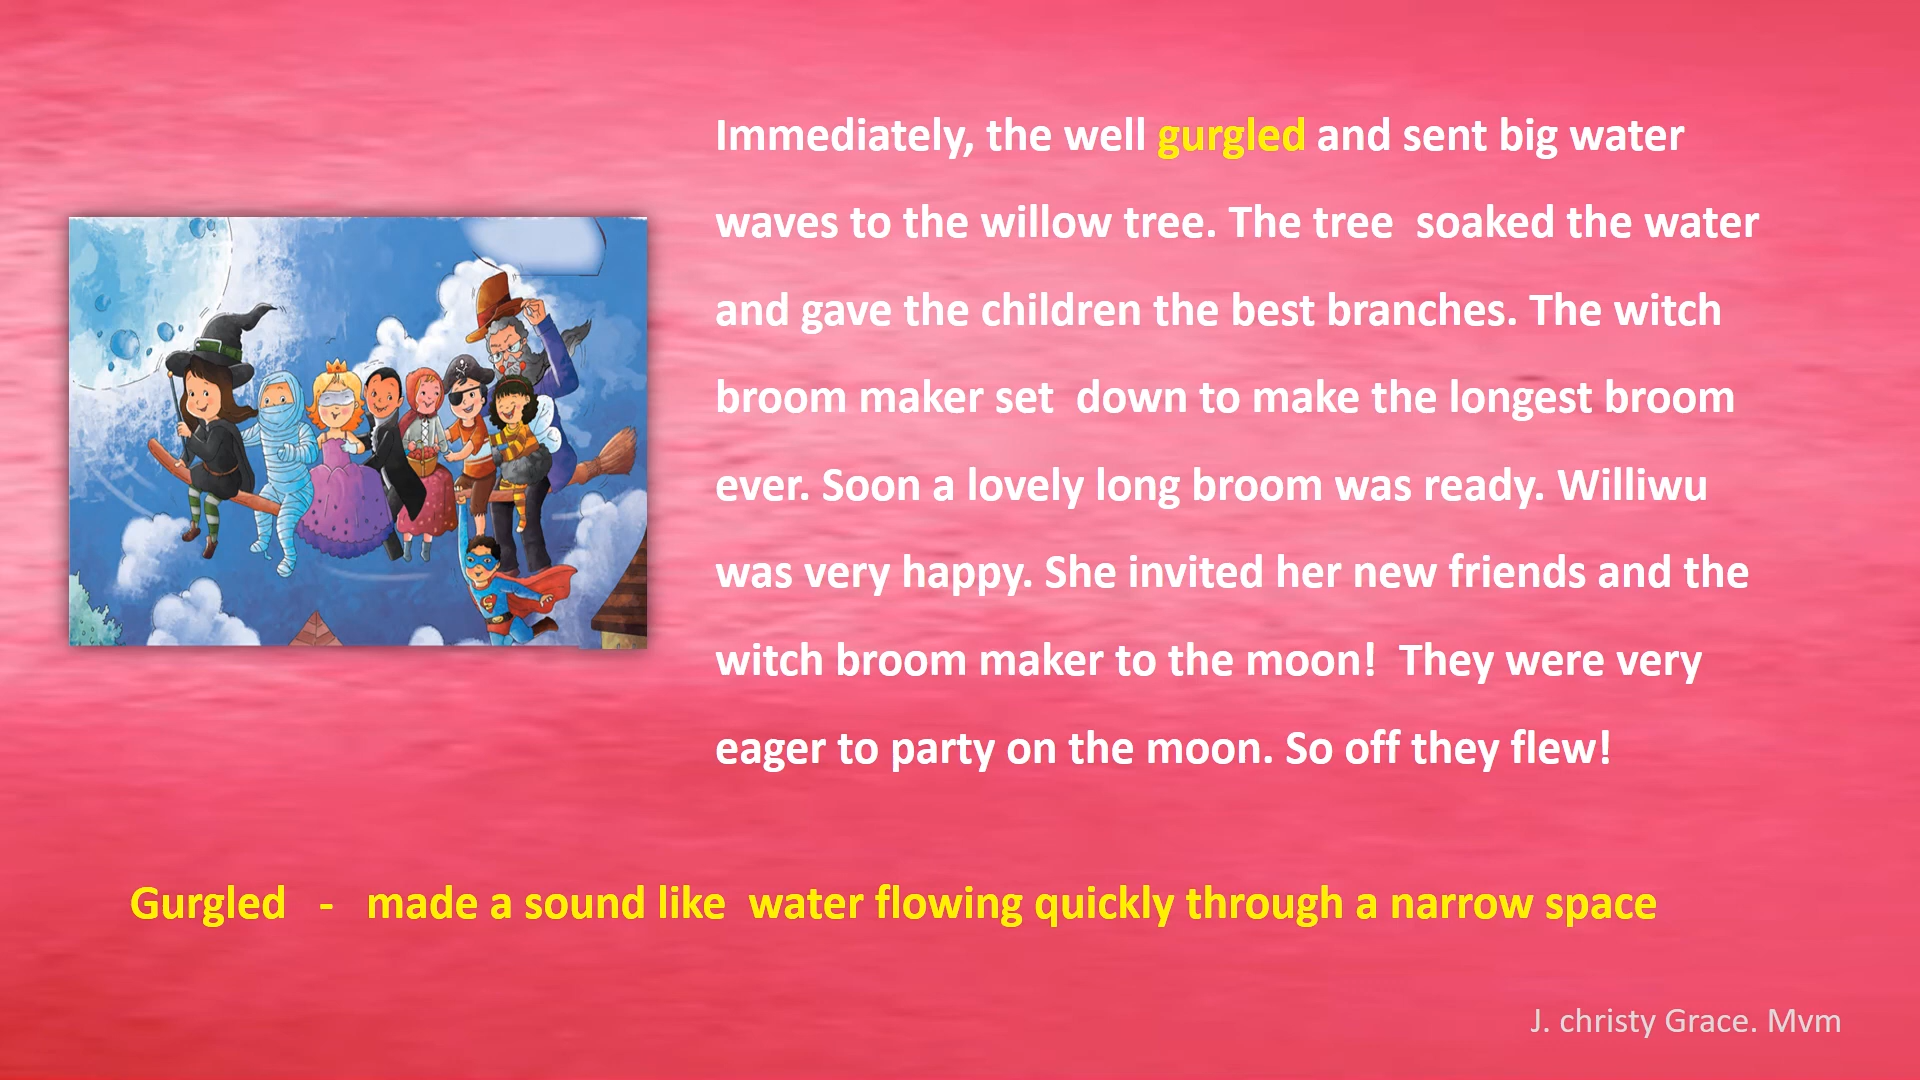 Immediately, the well gurgled and sent big water
waves to the willow tree. The tree  soaked the water
and gave the children the best branches. The witch
broom maker set  down to make the longest broom
ever. Soon a lovely long broom was ready. Williwu
was very happy. She invited her new friends and the
witch broom maker to the moon!  They were very
eager to party on the moon. So off they flew!
Gurgled   -   made a sound like  water flowing quickly through a narrow space
J. christy Grace. Mvm